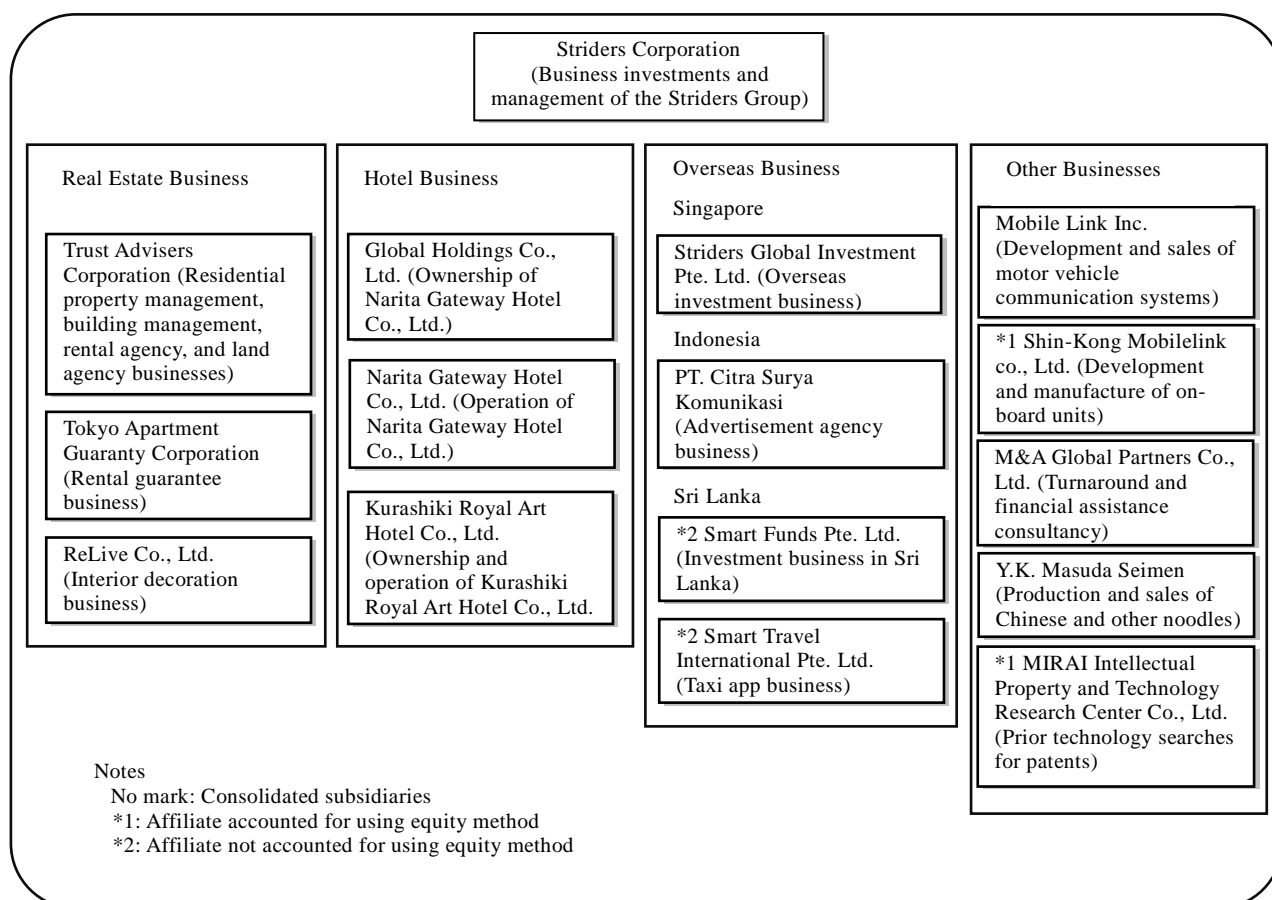 Striders Corporation
(Business investments and
management of the Striders Group)
Real Estate Business
Trust Advisers
Corporation (Residential
property management,
building management,
rental agency, and land
agency businesses)
Tokyo Apartment
Guaranty Corporation
(Rental guarantee
business)
ReLive Co., Ltd.
(Interior decoration
business)
Hotel Business
Global Holdings Co.,
Ltd. (Ownership of
Narita Gateway Hotel
Co., Ltd.)
Narita Gateway Hotel
Co., Ltd. (Operation of
Narita Gateway Hotel
Co., Ltd.)
Kurashiki Royal Art
Hotel Co., Ltd.
(Ownership and
operation of Kurashiki
Royal Art Hotel Co., Ltd.
Overseas Business
Singapore
Striders Global Investment
Pte. Ltd. (Overseas
investment business)
Indonesia
PT. Citra Surya
Komunikasi
(Advertisement agency
business)
Sri Lanka
*2 Smart Funds Pte. Ltd.
(Investment business in Sri
Lanka)
*2 Smart Travel
International Pte. Ltd.
(Taxi app business)
Other Businesses
Mobile Link Inc.
(Development and sales of
motor vehicle
communication systems)
*1 Shin-Kong Mobilelink
co., Ltd. (Development
and manufacture of on-
board units)
M&A Global Partners Co.,
Ltd. (Turnaround and
financial assistance
consultancy)
Y.K. Masuda Seimen
(Production and sales of
Chinese and other noodles)
*1 MIRAI Intellectual
Property and Technology
Research Center Co., Ltd.
(Prior technology searches
for patents)
Notes
No mark: Consolidated subsidiaries
*1: Affiliate accounted for using equity method
*2: Affiliate not accounted for using equity method